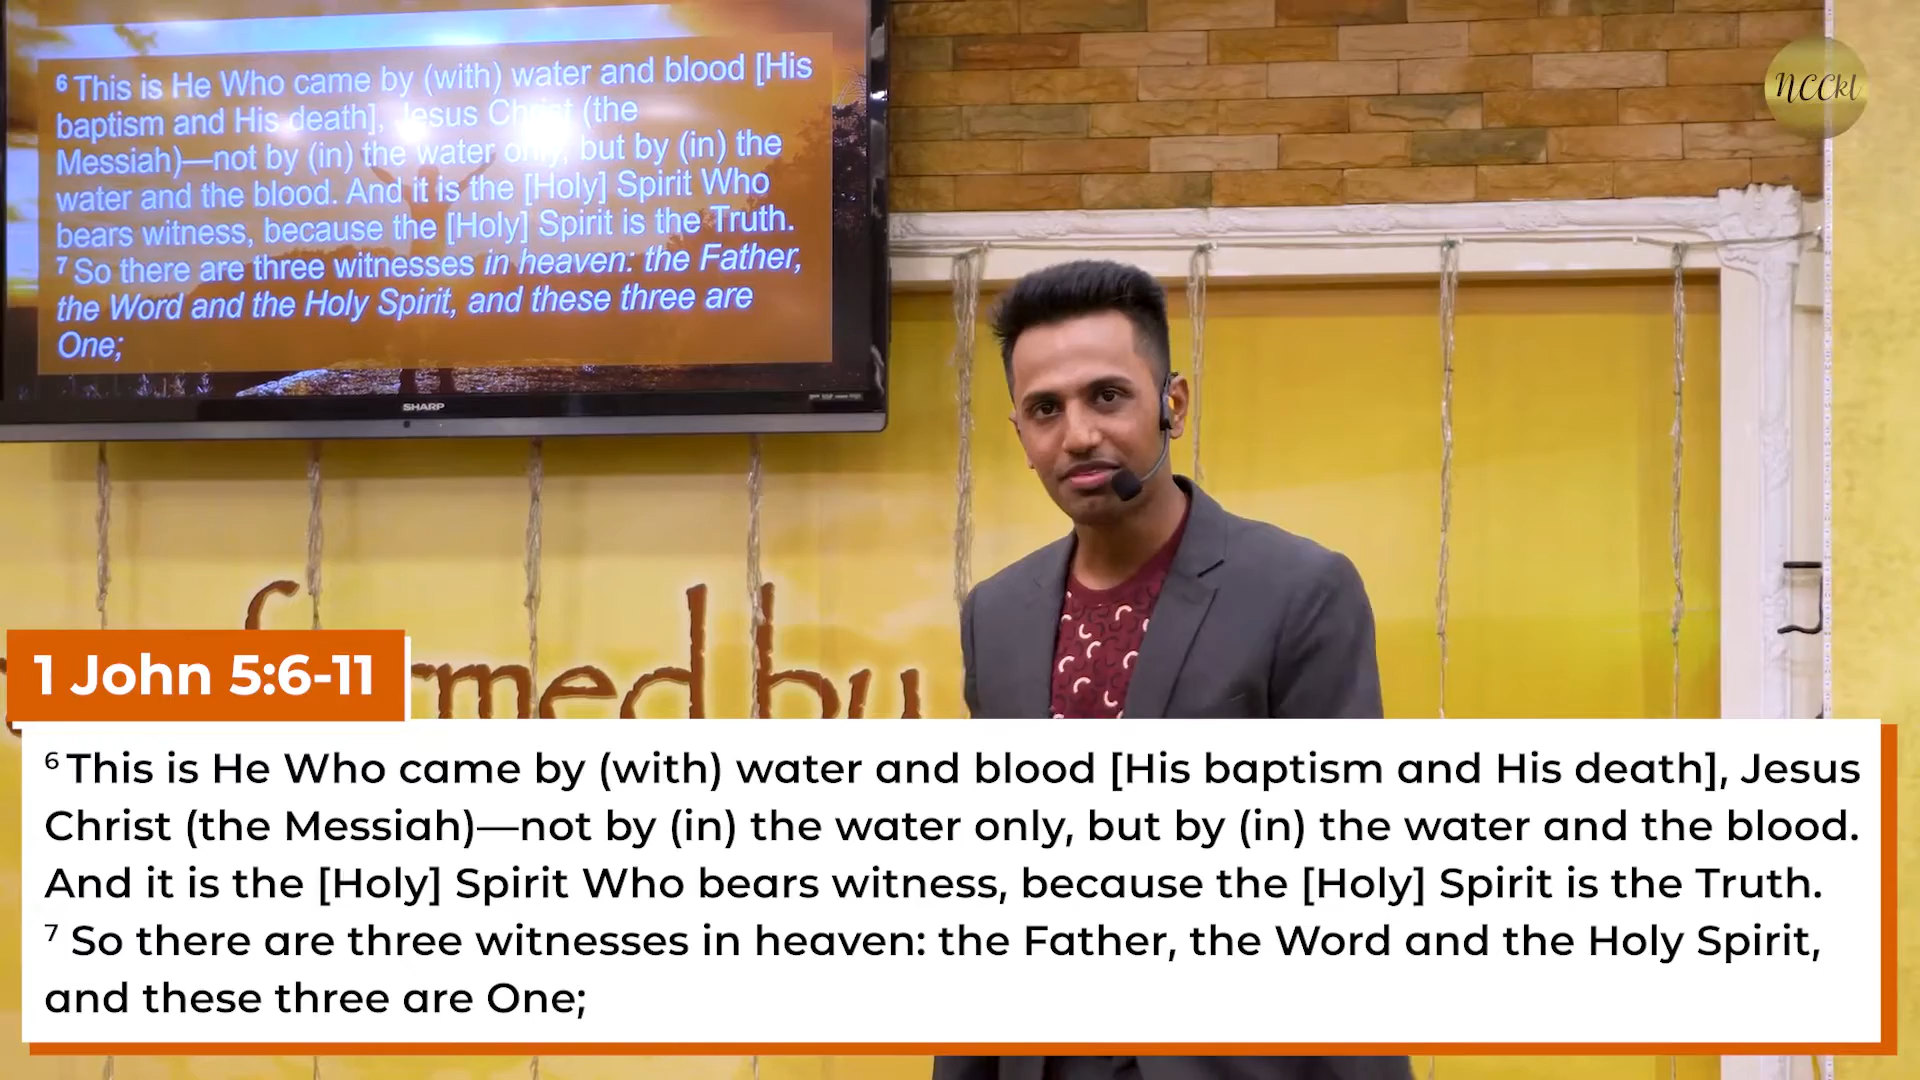 6 This is He Who came by (with) water and blood [His
baptism and His death], Jesus Christ (the
Messiah)—not by (in) the water only, but by (in) the
water and the blood. And it is the [Holy] Spirit Who
bears witness, because the [Holy] Spirit is the Truth.
7 So there are three witnesses in heaven: the Father,
the Word and the Holy Spirit, and these three are
One;
SHARP
NCCkl
rmed by
1 John 5:6-11
6 This is He Who came by (with) water and blood [His baptism and His death], Jesus
Christ (the Messiah)—not by (in) the water only, but by (in) the water and the blood.
And it is the [Holy] Spirit Who bears witness, because the [Holy] Spirit is the Truth.
7 So there are three witnesses in heaven: the Father, the Word and the Holy Spirit,
and these three are One;